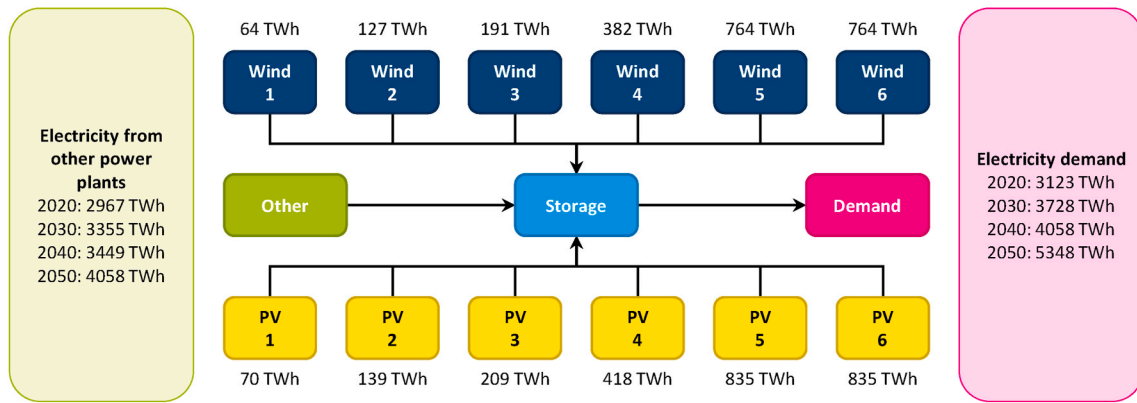 64 TWh 127 TWh 191 TWh 382 TWh 764 TWh 764 TWh
Wind 1
Wind 2
Wind 3
Wind 4
Wind 5
Wind 6
Electricity from
other power
plants
2020: 2967 TWh
2030: 3355 TWh
2040: 3449 TWh
2050: 4058 TWh
Other
Storage
Demand
Electricity demand
2020: 3123 TWh
2030: 3728 TWh
2040: 4058 TWh
2050: 5348 TWh
PV 1
PV 2
PV 3
PV 4
PV 5
PV 6
70 TWh 139 TWh 209 TWh 418 TWh 835 TWh 835 TWh